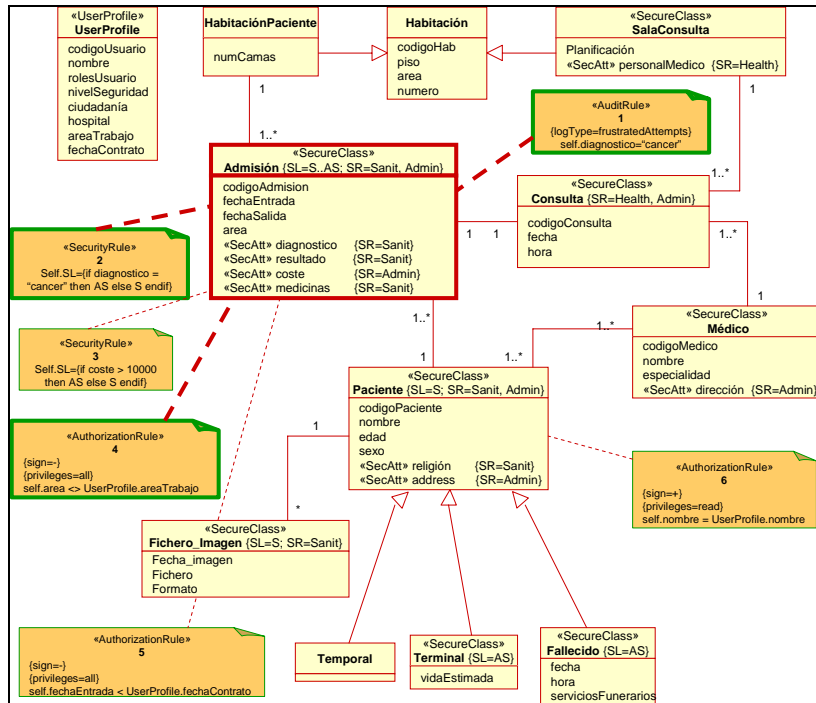 «UserProfile»
UserProfile
codigoUsuario
nombre
rolesUsuario
nivelSeguridad
ciudadanía
hospital
areaTrabajo
fechaContrato
HabitaciónPaciente
numCamas
Habitación
codigoHab
piso
area
numero
«SecureClass»
SalaConsulta
Planificación
«SecAtt» personalMedico {SR=Health}
1
1..*
1
1..*
«AuditRule»
1
{logType=frustratedAttempts}
self.diagnostico="cancer"
«SecureClass»
Admisión {SL=S..AS; SR=Sanit, Admin}
codigoAdmision
fechaEntrada
fechaSalida
area
«SecAtt» diagnostico {SR=Sanit}
«SecAtt» resultado {SR=Sanit}
«SecAtt» coste {SR=Admin}
«SecAtt» medicinas {SR=Sanit}
1
1
«SecureClass»
Consulta {SR=Health, Admin}
codigoConsulta
fecha
hora
1..*
1
«SecurityRule»
2
Self.SL={if diagnostico =
“cancer” then AS else S endif}
«SecurityRule»
3
Self.SL={if coste > 10000
then AS else S endif}
«AuthorizationRule»
4
{sign=-}
{privileges=all}
self.area <> UserProfile.areaTrabajo
1..*
1
1..*
1..*
«SecureClass»
Médico
codigoMedico
nombre
especialidad
«SecAtt» dirección {SR=Admin}
«SecureClass»
Paciente {SL=S; SR=Sanit, Admin}
codigoPaciente
nombre
edad
sexo
«SecAtt» religión {SR=Sanit}
«SecAtt» address {SR=Admin}
1
*
«AuthorizationRule»
6
{sign=+}
{privileges=read}
self.nombre = UserProfile.nombre
«SecureClass»
Fichero_Imagen {SL=S; SR=Sanit}
Fecha_imagen
Fichero
Formato
«AuthorizationRule»
5
{sign=-}
{privileges=all}
self.fechaEntrada < UserProfile.fechaContrato
Temporal
«SecureClass»
Terminal {SL=AS}
vidaEstimada
«SecureClass»
Fallecido {SL=AS}
fecha
hora
serviciosFunerarios